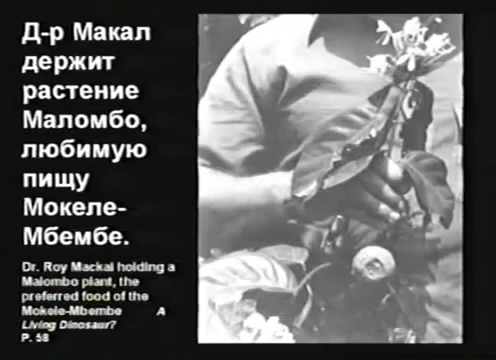 Д-р Макал
держит
растение
Маломбо,
любимую
пищу
Мокеле-
Мбембе.
Dr. Roy Mackal holding a
Malombo plant, the
preferred food of the
Mokele-Mbembe A
Living Dinosaur?
P. 58